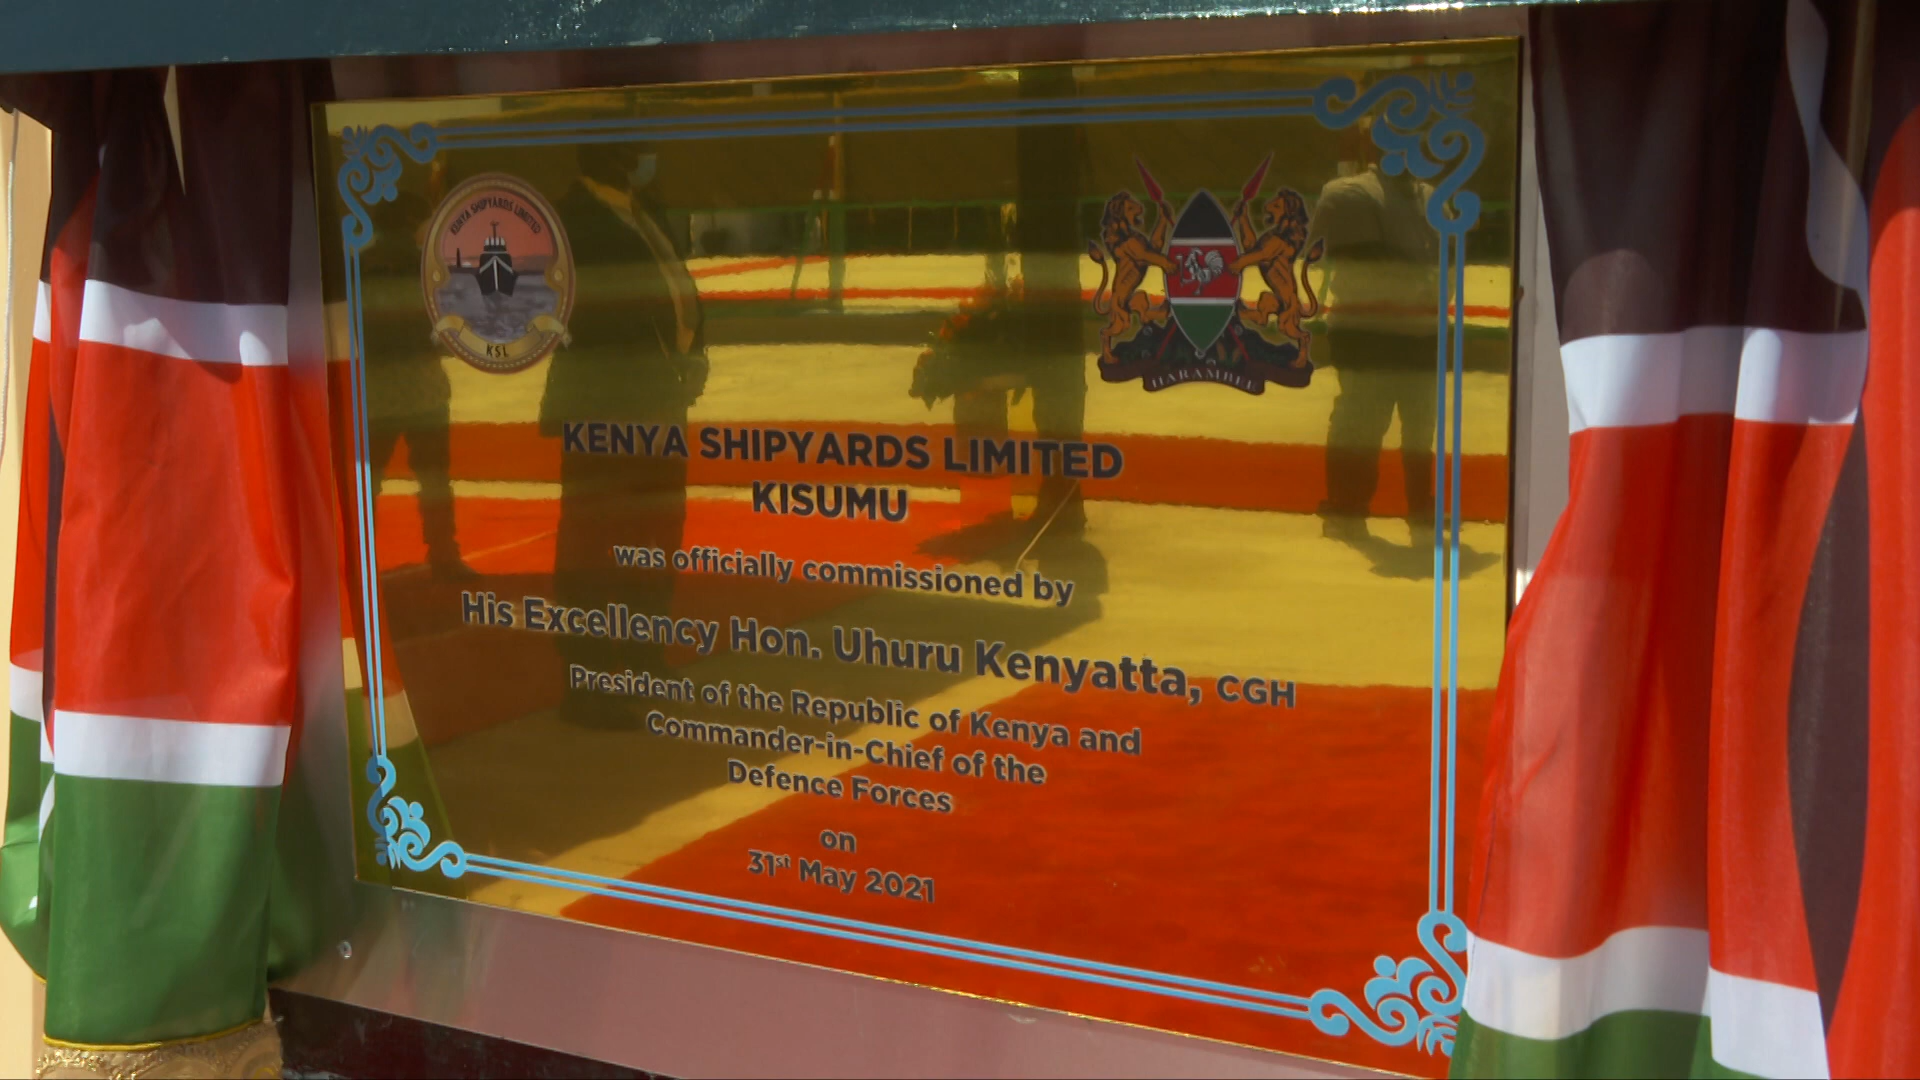 KENYA SHIPYARDS LIMITED
KSL
HARAMBEE
KENYA SHIPYARDS LIMITED
KISUMU
was officially commissioned by
His Excellency Hon. Uhuru Kenyatta, CGH
President of the Republic of Kenya and
Commander-in-Chief of the
Defence Forces
on
31st May 2021